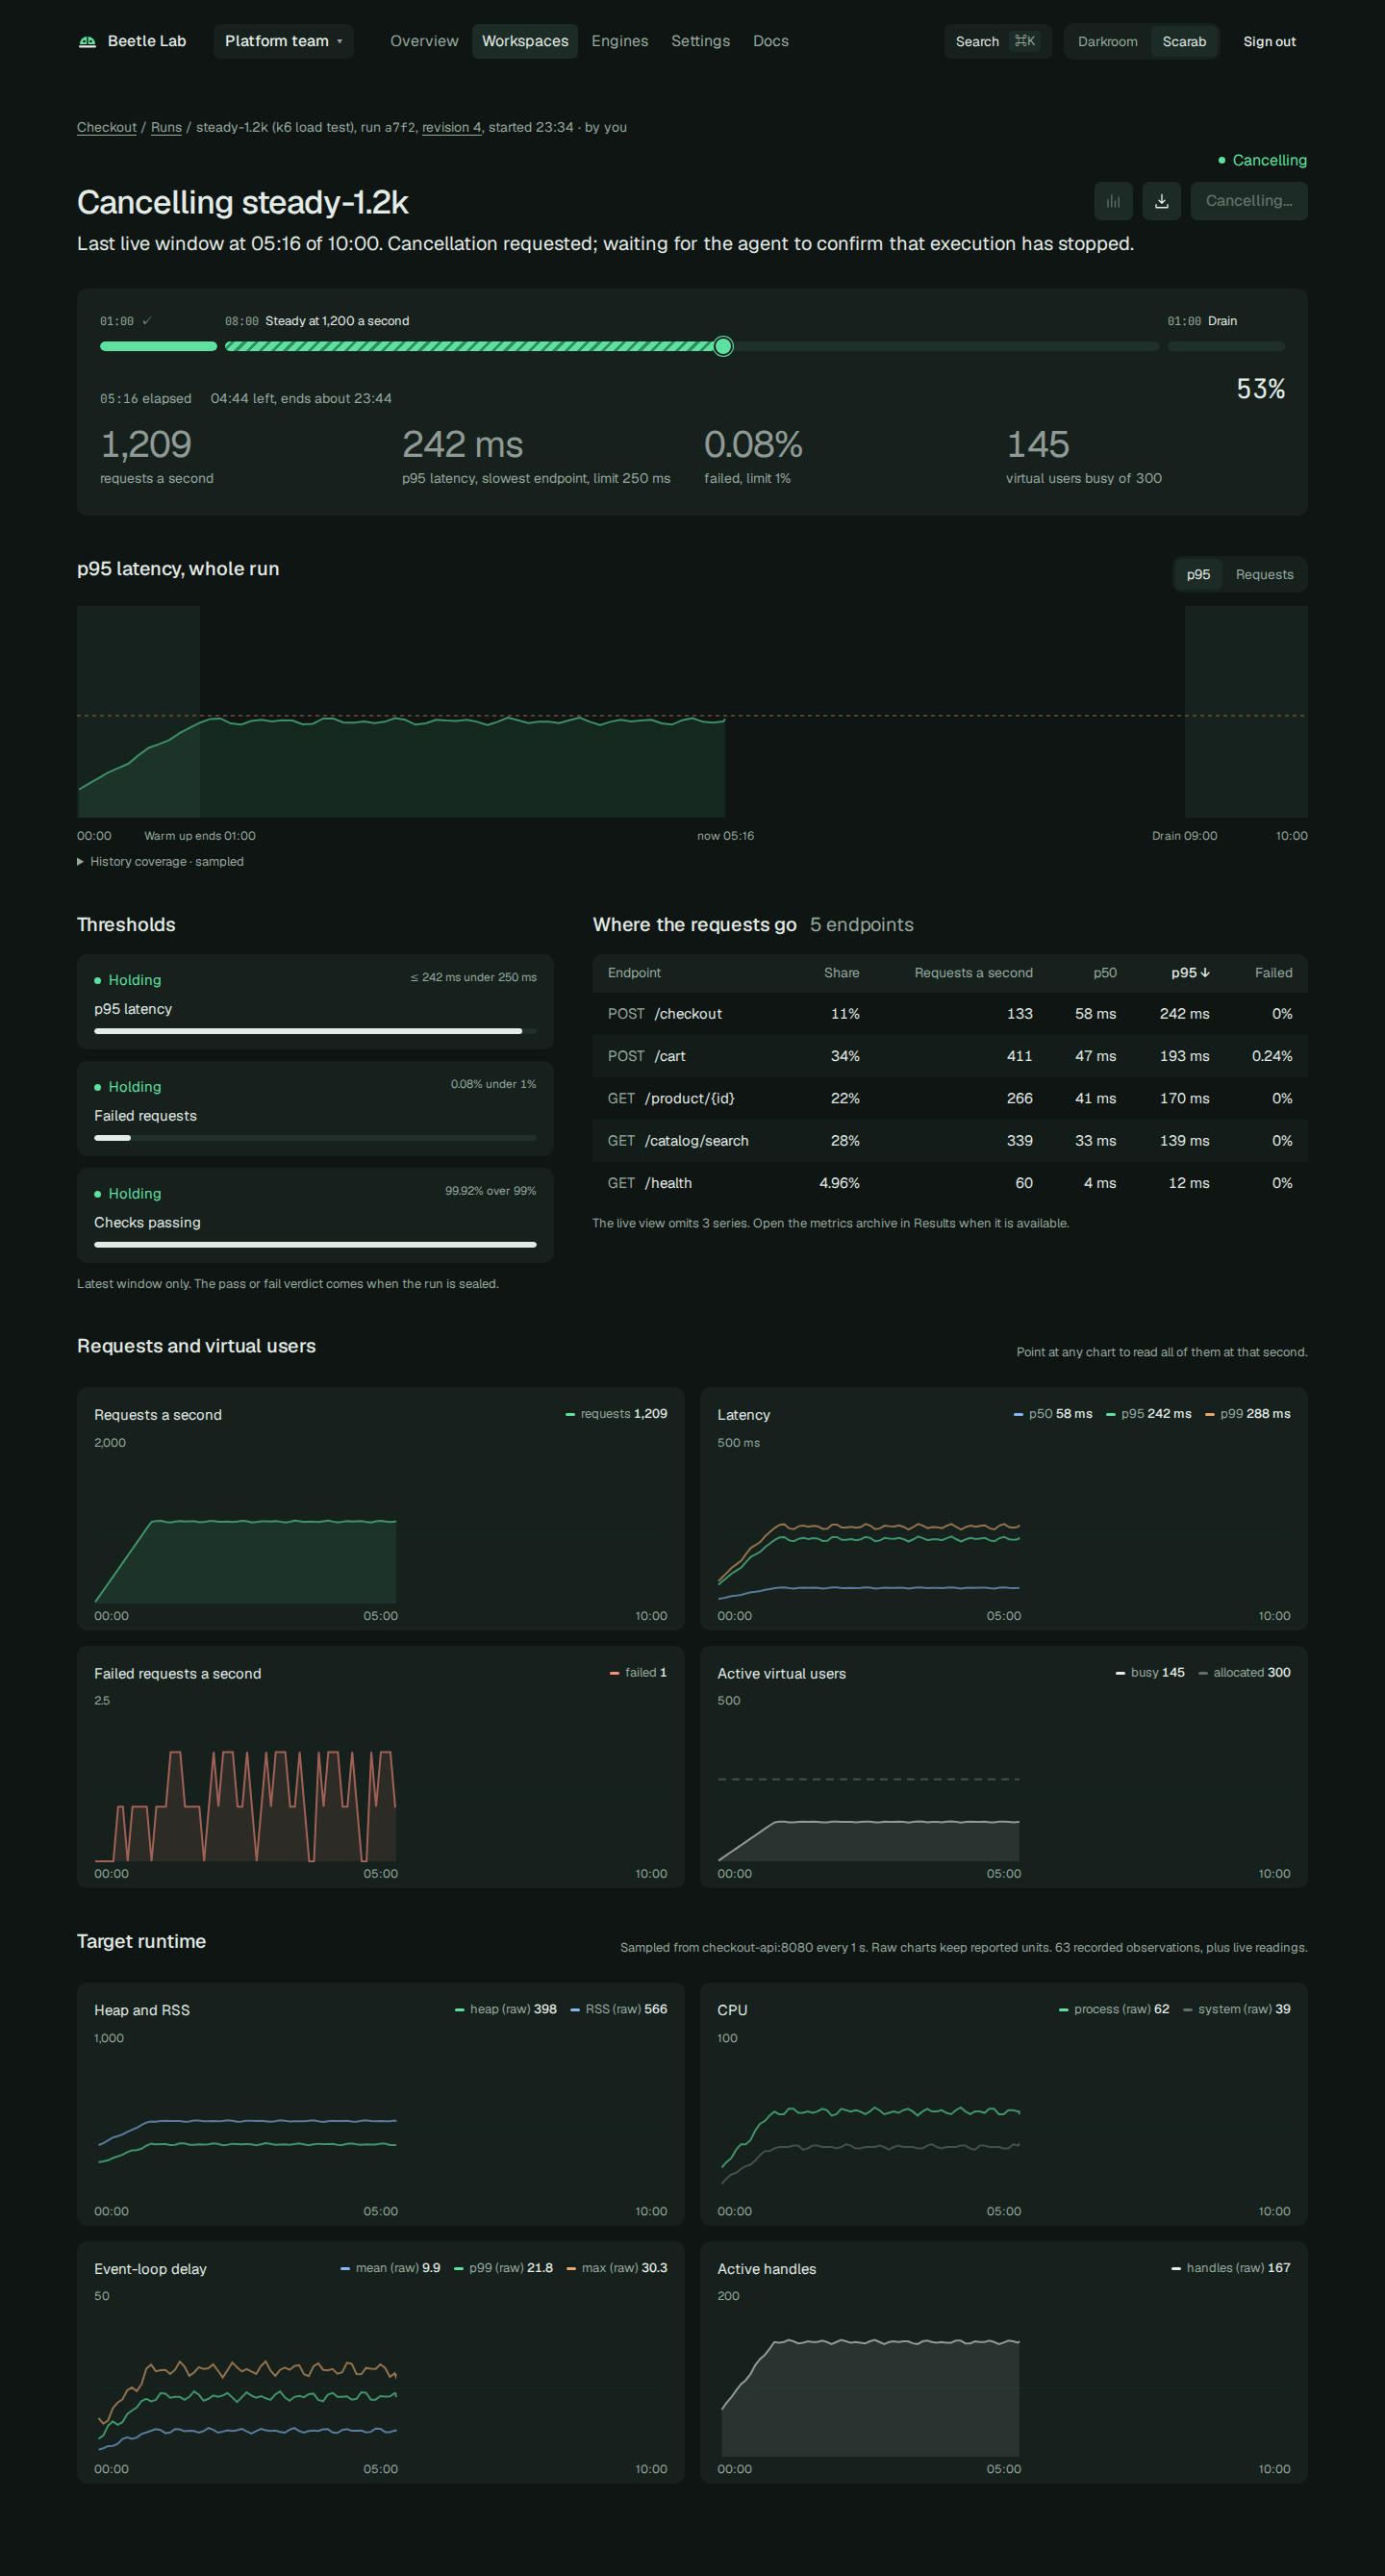 Beetle Lab Platform team ▾ Overview Workspaces Engines Settings Docs Search ⌘K Darkroom Scarab Sign out
Checkout / Runs / steady-1.2k (k6 load test), run a7f2, revision 4, started 23:34 · by you
Cancelling
Cancelling steady-1.2k
Cancelling…
Last live window at 05:16 of 10:00. Cancellation requested; waiting for the agent to confirm that execution has stopped.
01:00 ✓ 08:00 Steady at 1,200 a second 01:00 Drain
05:16 elapsed 04:44 left, ends about 23:44 53%
1,209 242 ms 0.08% 145
requests a second p95 latency, slowest endpoint, limit 250 ms failed, limit 1% virtual users busy of 300
p95 latency, whole run p95 Requests
00:00 Warm up ends 01:00 now 05:16 Drain 09:00 10:00
▶ History coverage · sampled
Thresholds
Holding ≤ 242 ms under 250 ms
p95 latency
Holding 0.08% under 1%
Failed requests
Holding 99.92% over 99%
Checks passing
Latest window only. The pass or fail verdict comes when the run is sealed.
Where the requests go 5 endpoints
Endpoint Share Requests a second p50 p95 ↓ Failed
POST /checkout 11% 133 58 ms 242 ms 0%
POST /cart 34% 411 47 ms 193 ms 0.24%
GET /product/{id} 22% 266 41 ms 170 ms 0%
GET /catalog/search 28% 339 33 ms 139 ms 0%
GET /health 4.96% 60 4 ms 12 ms 0%
The live view omits 3 series. Open the metrics archive in Results when it is available.
Requests and virtual users Point at any chart to read all of them at that second.
Requests a second requests 1,209
2,000
00:00 05:00 10:00
Latency p50 58 ms p95 242 ms p99 288 ms
500 ms
00:00 05:00 10:00
Failed requests a second failed 1
2.5
00:00 05:00 10:00
Active virtual users busy 145 allocated 300
500
00:00 05:00 10:00
Target runtime Sampled from checkout-api:8080 every 1 s. Raw charts keep reported units. 63 recorded observations, plus live readings.
Heap and RSS heap (raw) 398 RSS (raw) 566
1,000
00:00 05:00 10:00
CPU process (raw) 62 system (raw) 39
100
00:00 05:00 10:00
Event-loop delay mean (raw) 9.9 p99 (raw) 21.8 max (raw) 30.3
50
00:00 05:00 10:00
Active handles handles (raw) 167
200
00:00 05:00 10:00